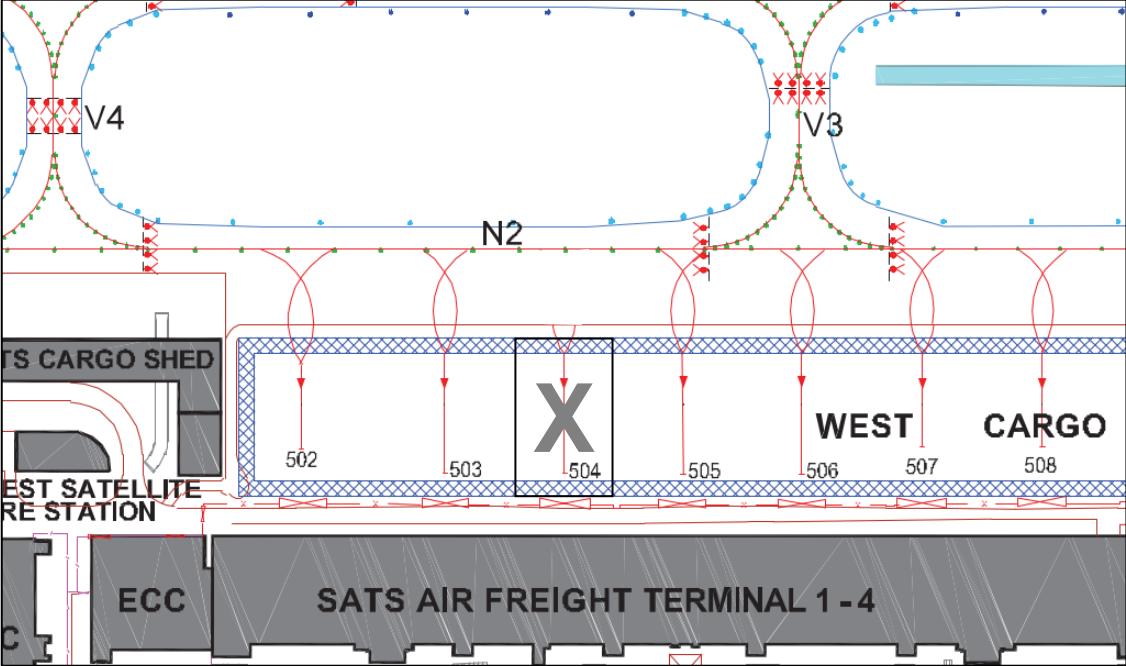 V4
V3
N2
TS CARGO SHED
X
WEST CARGO
502 503 504 505 506 507 508
EST SATELLITE
RE STATION
ECC
SATS AIR FREIGHT TERMINAL 1 - 4
C